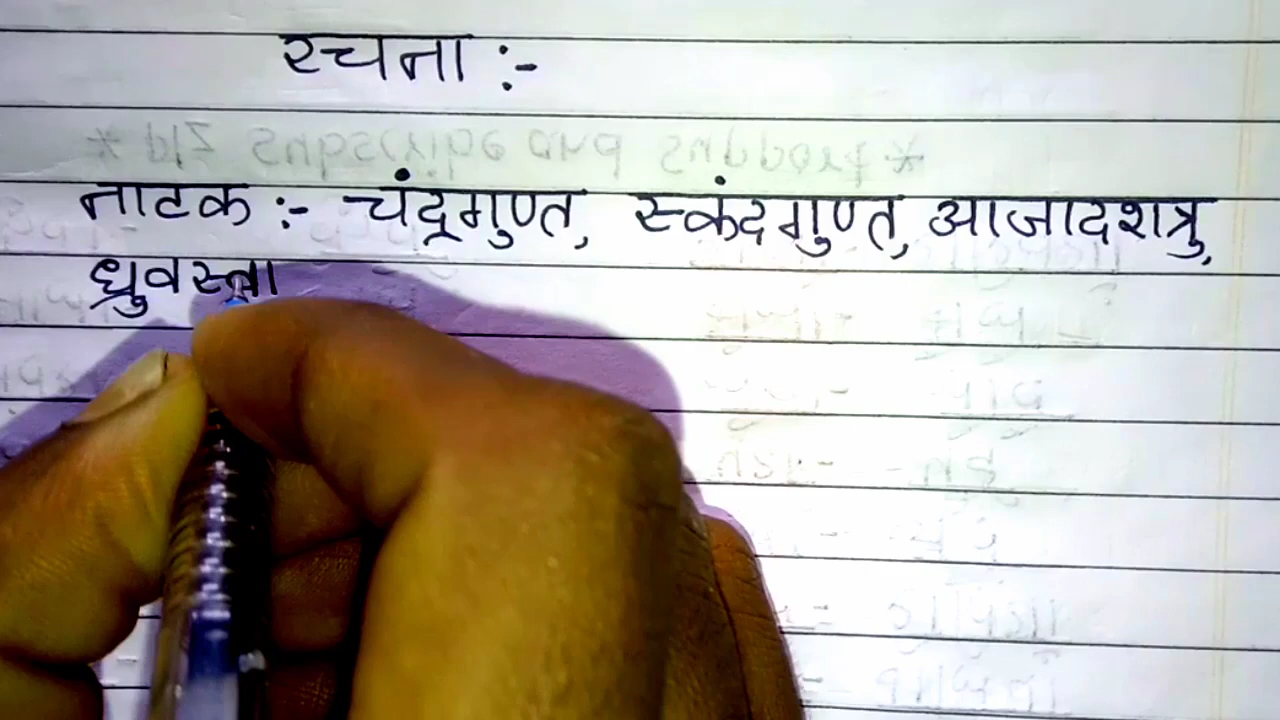 रचना :-
नाटक :- चंद्रगुप्त, स्कंदगुप्त, आजादशत्रु,